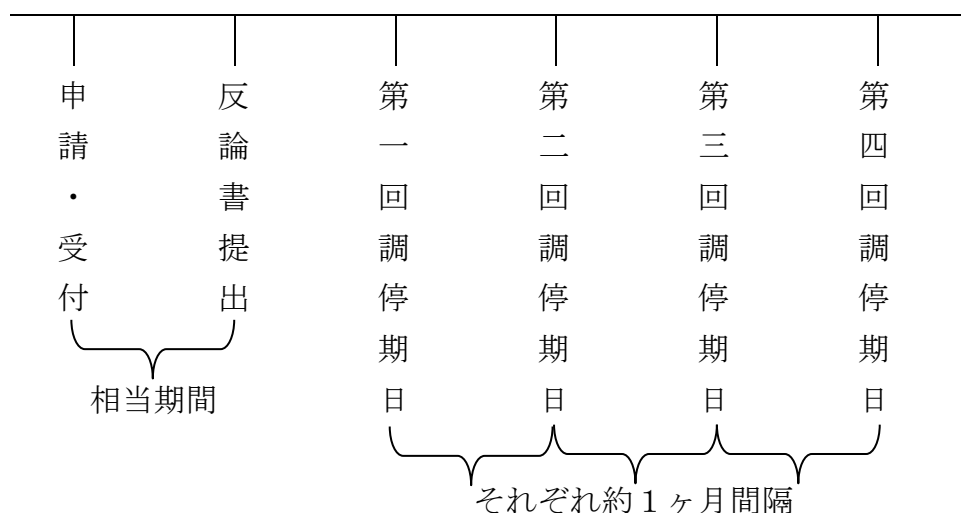 申請・受付
反論書提出
第一回調停期日
第二回調停期日
第三回調停期日
第四回調停期日
相当期間
それぞれ約１ヶ月間隔